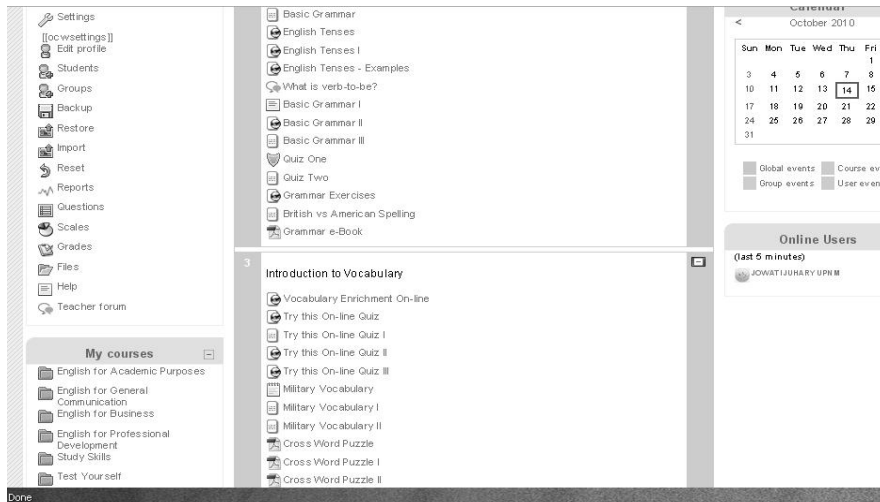 Settings
[[ocwsettings]]
Edit profile
Students
Groups
Backup
Restore
Import
Reset
Reports
Questions
Scales
Grades
Files
Help
Teacher forum
My courses
English for Academic Purposes
English for General
Communication
English for Business
English for Professional
Development
Study Skills
Test Yourself
Basic Grammar
English Tenses
English Tenses I
English Tenses - Examples
What is verb-to-be?
Basic Grammar I
Basic Grammar II
Basic Grammar III
Quiz One
Quiz Two
Grammar Exercises
British vs American Spelling
Grammar e-Book
3
Introduction to Vocabulary
Vocabulary Enrichment On-line
Try this On-line Quiz
Try this On-line Quiz I
Try this On-line Quiz II
Try this On-line Quiz III
Military Vocabulary
Military Vocabulary I
Military Vocabulary II
Cross Word Puzzle
Cross Word Puzzle I
Cross Word Puzzle II
Calendar
< October 2010
Sun Mon Tue Wed Thu Fri
1
3 4 5 6 7 8
10 11 12 13 14 15
17 18 19 20 21 22
24 25 26 27 28 29
31
Global events Course ev
Group events User even
Online Users
(last 5 minutes)
JOWATI JUHARY UPNM
Done